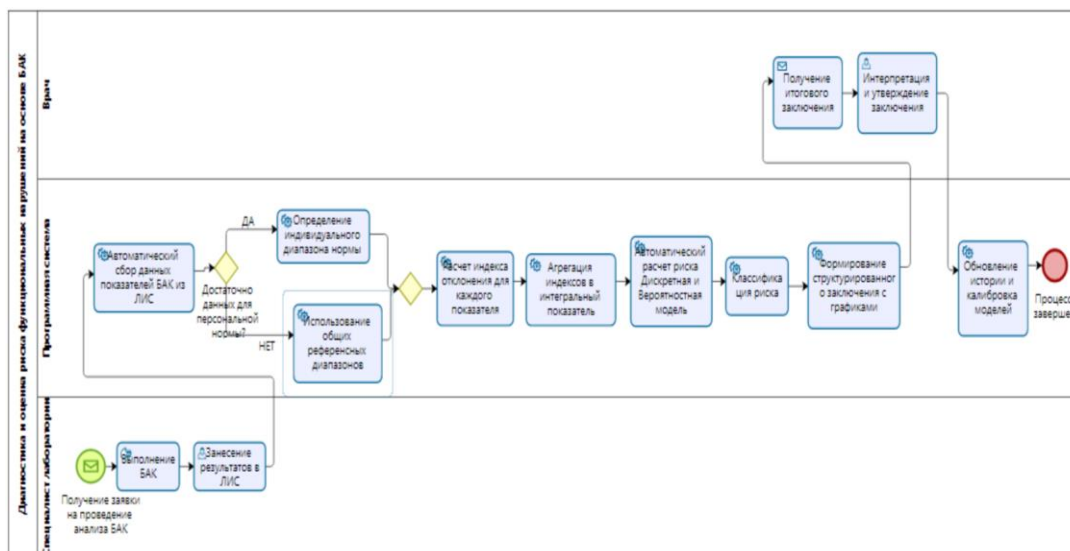 Диагностика и оценка риска функциональных нарушений на основе БАК
Врач
Получение
итогового
заключения
Интерпретация
и утверждение
заключения
Программная система
Автоматический
сбор данных
показателей БАК из
ЛИС
Достаточно
данных для
персональной
нормы?
ДА
НЕТ
Определение
индивидуального
диапазона нормы
Использование
общих
референсных
диапазонов
Расчет индекса
отклонения для
каждого
показателя
Агрегация
индексов в
интегральный
показатель
Автоматический
расчет риска
Дискретная и
Вероятностная
модель
Классифика
ция риска
Формирование
структурированног
о заключения с
графиками
Обновление
истории и
калибровка
моделей
Процесс
заверше
Специалист лаборатории
Получение заявки
на проведение
анализа БАК
Выполнение
БАК
Занесение
результатов в
ЛИС